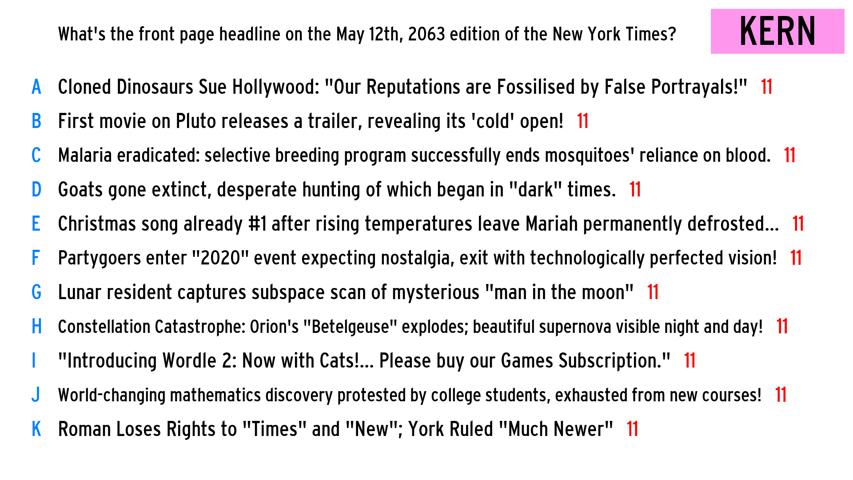 What's the front page headline on the May 12th, 2063 edition of the New York Times?
KERN
A Cloned Dinosaurs Sue Hollywood: "Our Reputations are Fossilised by False Portrayals!" 11
B First movie on Pluto releases a trailer, revealing its 'cold' open! 11
C Malaria eradicated: selective breeding program successfully ends mosquitoes' reliance on blood. 11
D Goats gone extinct, desperate hunting of which began in "dark" times. 11
E Christmas song already #1 after rising temperatures leave Mariah permanently defrosted... 11
F Partygoers enter "2020" event expecting nostalgia, exit with technologically perfected vision! 11
G Lunar resident captures subspace scan of mysterious "man in the moon" 11
H Constellation Catastrophe: Orion's "Betelgeuse" explodes; beautiful supernova visible night and day! 11
I "Introducing Wordle 2: Now with Cats!... Please buy our Games Subscription." 11
J World-changing mathematics discovery protested by college students, exhausted from new courses! 11
K Roman Loses Rights to "Times" and "New"; York Ruled "Much Newer" 11